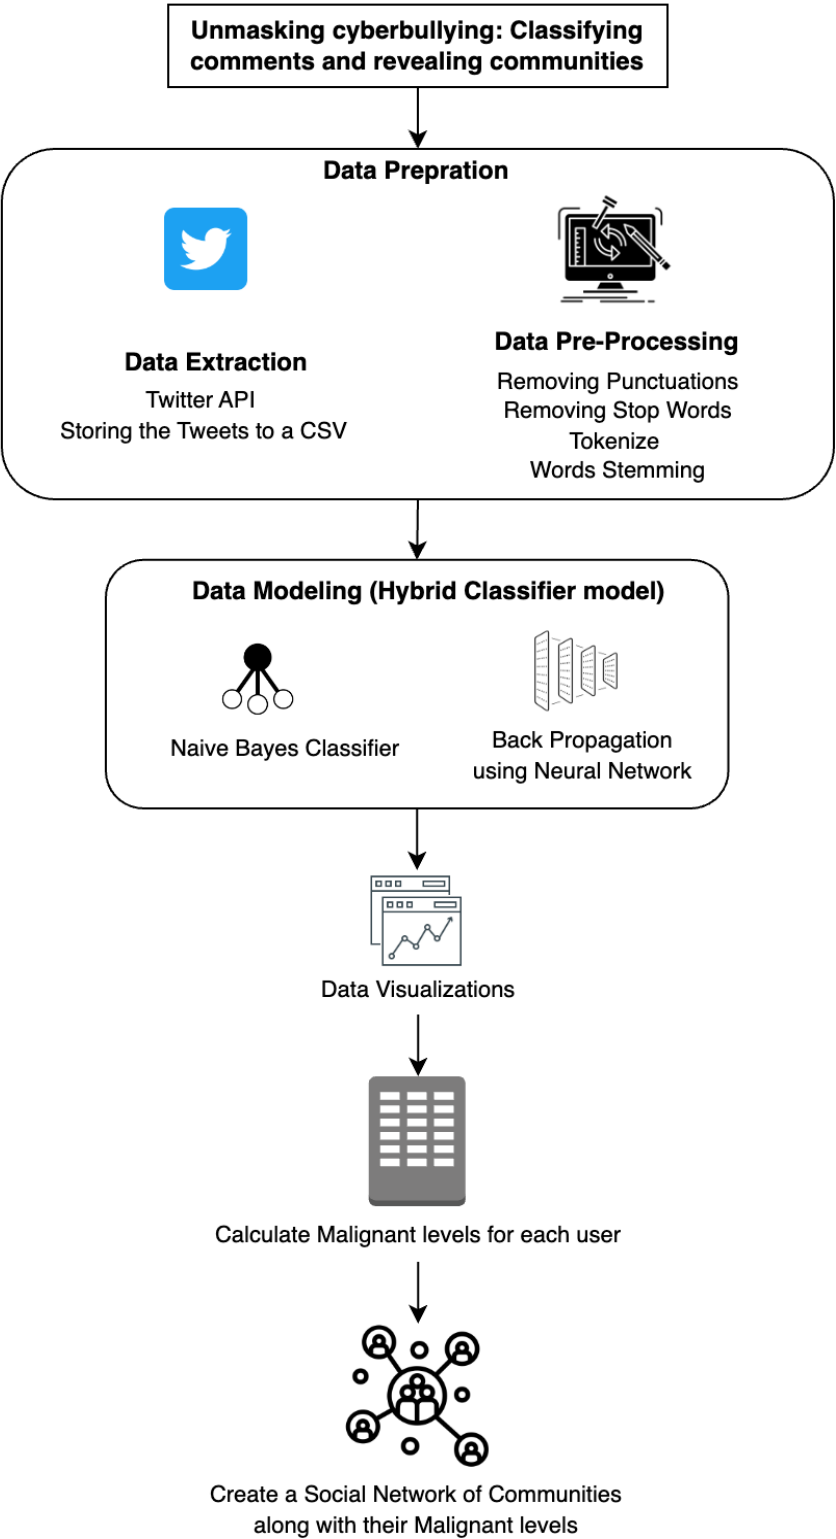 Unmasking cyberbullying: Classifying
comments and revealing communities
Data Prepration
Data Extraction
Twitter API
Storing the Tweets to a CSV
Data Pre-Processing
Removing Punctuations
Removing Stop Words
Tokenize
Words Stemming
Data Modeling (Hybrid Classifier model)
Naive Bayes Classifier
Back Propagation
using Neural Network
Data Visualizations
Calculate Malignant levels for each user
Create a Social Network of Communities
along with their Malignant levels